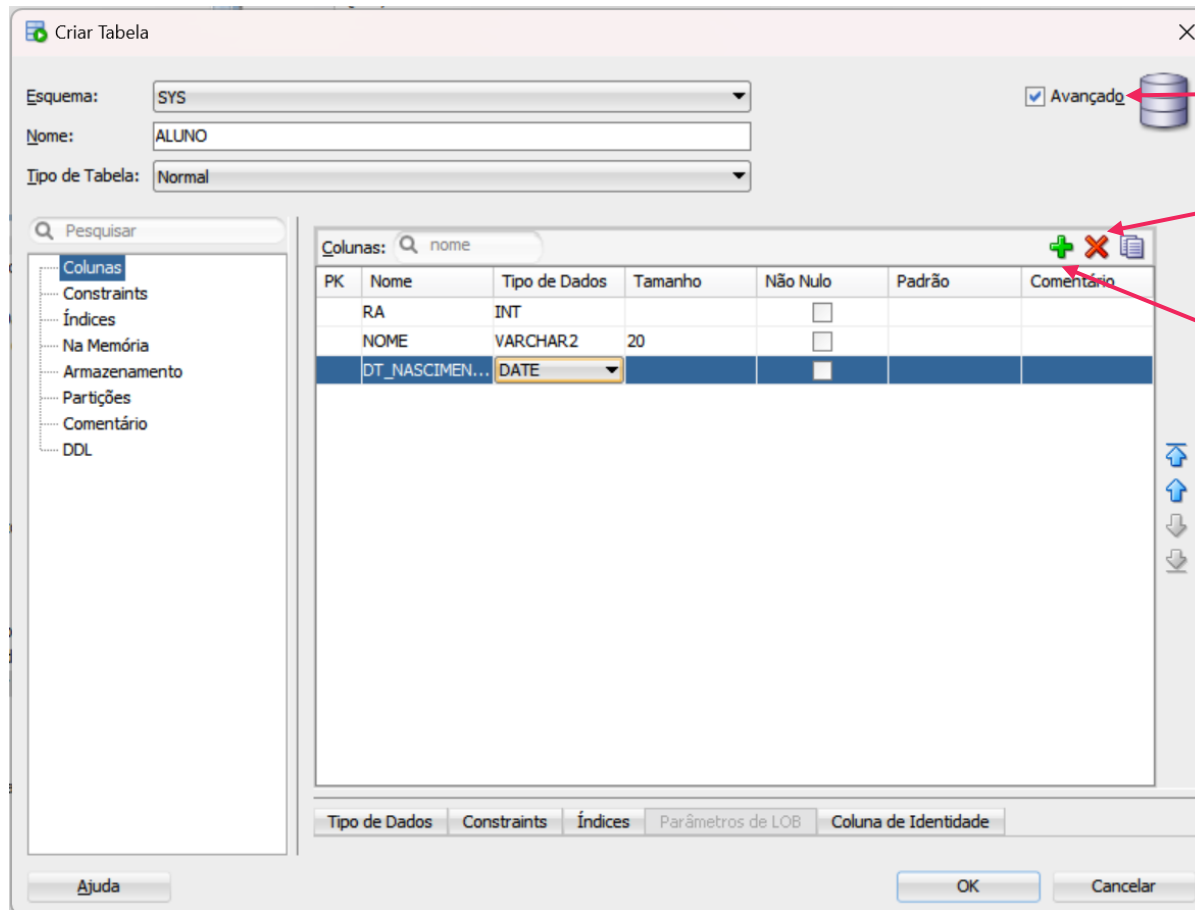 Criar Tabela
Esquema: SYS
Avançado
Nome: ALUNO
Tipo de Tabela: Normal
Pesquisar
Colunas
Constraints
Índices
Na Memória
Armazenamento
Partições
Comentário
DDL
Colunas: nome
PK Nome Tipo de Dados Tamanho Não Nulo Padrão Comentário
RA INT
NOME VARCHAR2 20
DT_NASCIMEN... DATE
Tipo de Dados Constraints Índices Parâmetros de LOB Coluna de Identidade
Ajuda OK Cancelar